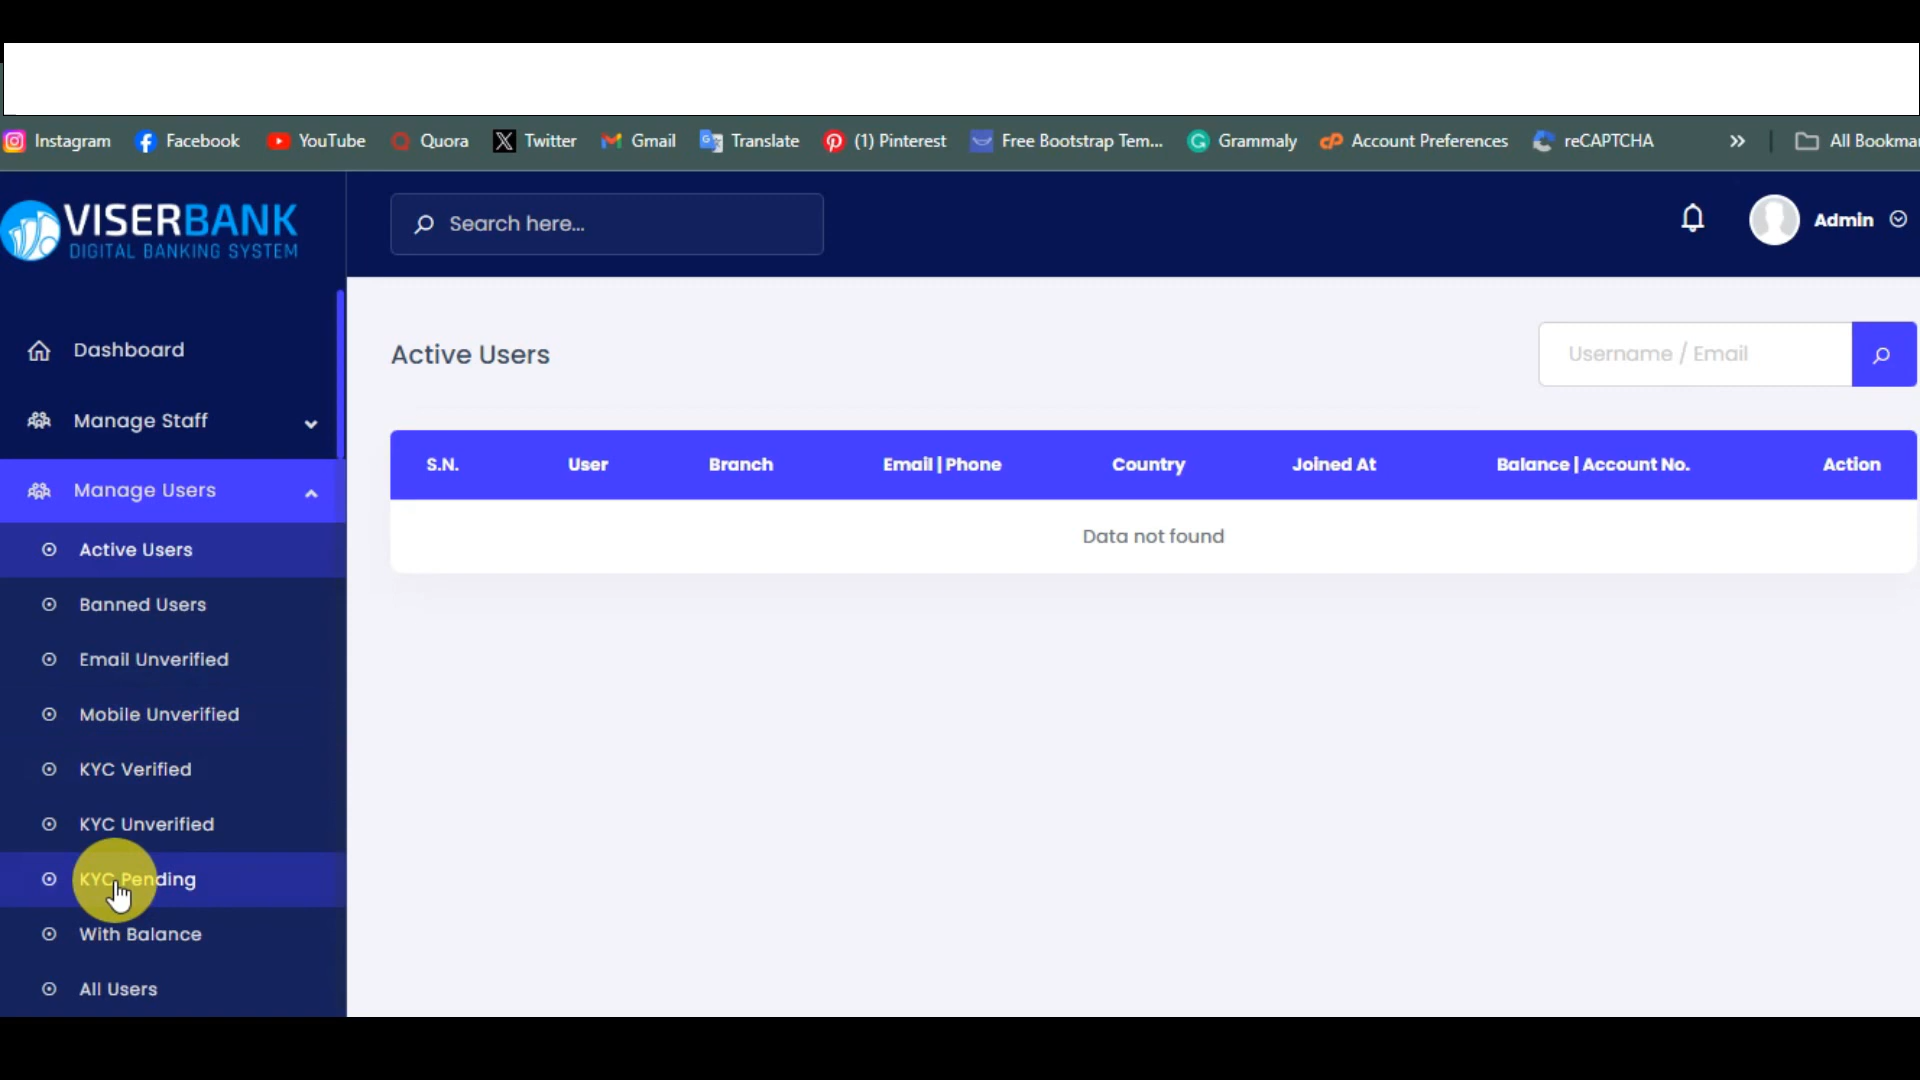 Instagram Facebook YouTube Quora Twitter Gmail Translate (1) Pinterest Free Bootstrap Tem... Grammaly Account Preferences reCAPTCHA » All Bookmar
VISERBANK
DIGITAL BANKING SYSTEM
Search here...
Admin
Dashboard
Manage Staff
Manage Users
Active Users
Banned Users
Email Unverified
Mobile Unverified
KYC Verified
KYC Unverified
KYC Pending
With Balance
All Users
Active Users
Username / Email
S.N. User Branch Email | Phone Country Joined At Balance | Account No. Action
Data not found